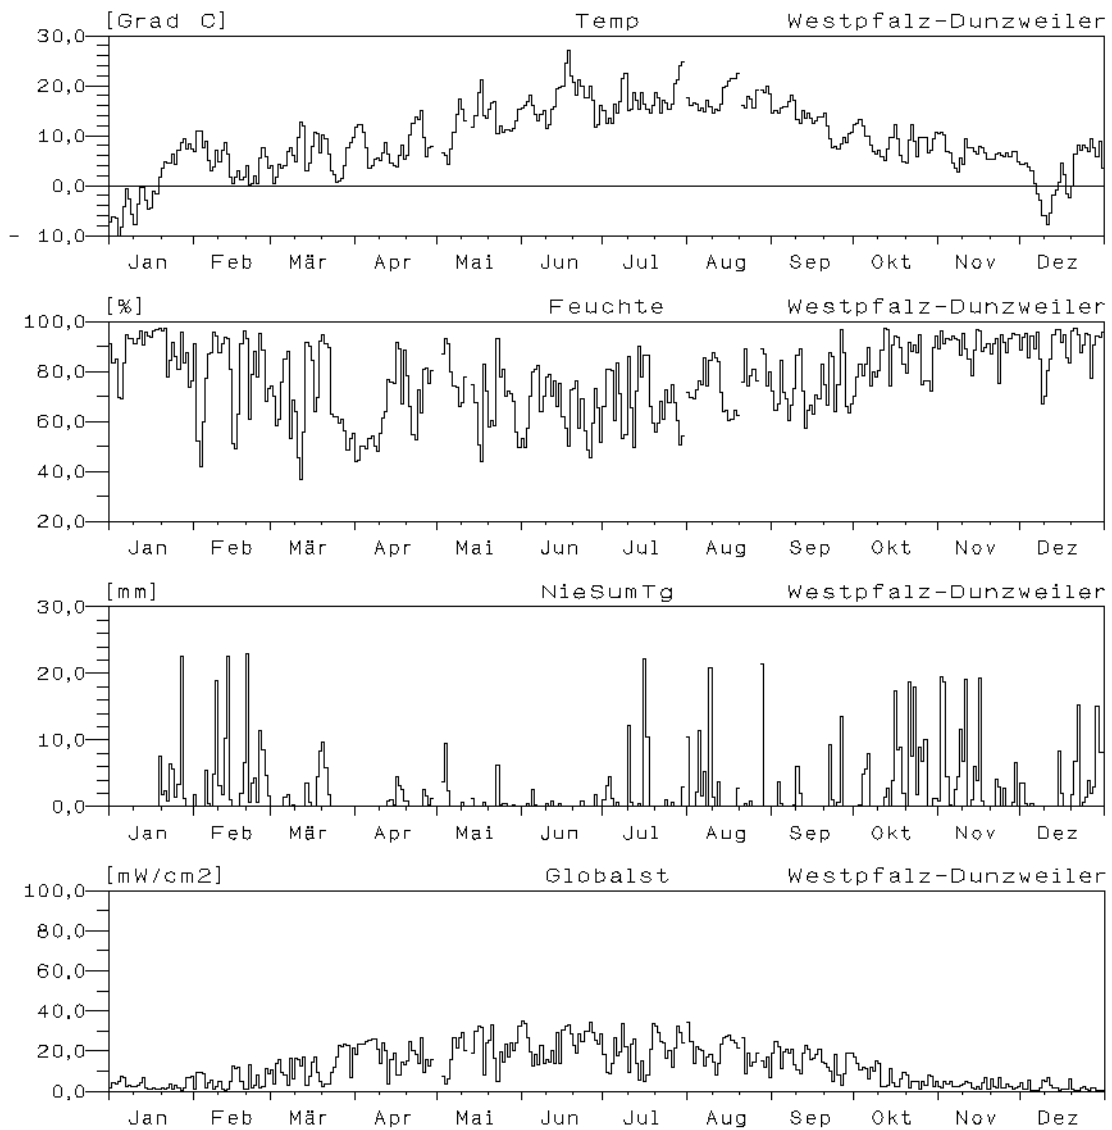 [Grad C] Temp Westpfalz-Dunzweiler
30,0
20,0
10,0
0,0
- 10,0
Jan Feb Mär Apr Mai Jun Jul Aug Sep Okt Nov Dez
[%] Feuchte Westpfalz-Dunzweiler
100,0
80,0
60,0
40,0
20,0
Jan Feb Mär Apr Mai Jun Jul Aug Sep Okt Nov Dez
[mm] NieSumTg Westpfalz-Dunzweiler
30,0
20,0
10,0
0,0
Jan Feb Mär Apr Mai Jun Jul Aug Sep Okt Nov Dez
[mW/cm2] Globalst Westpfalz-Dunzweiler
100,0
80,0
60,0
40,0
20,0
0,0
Jan Feb Mär Apr Mai Jun Jul Aug Sep Okt Nov Dez